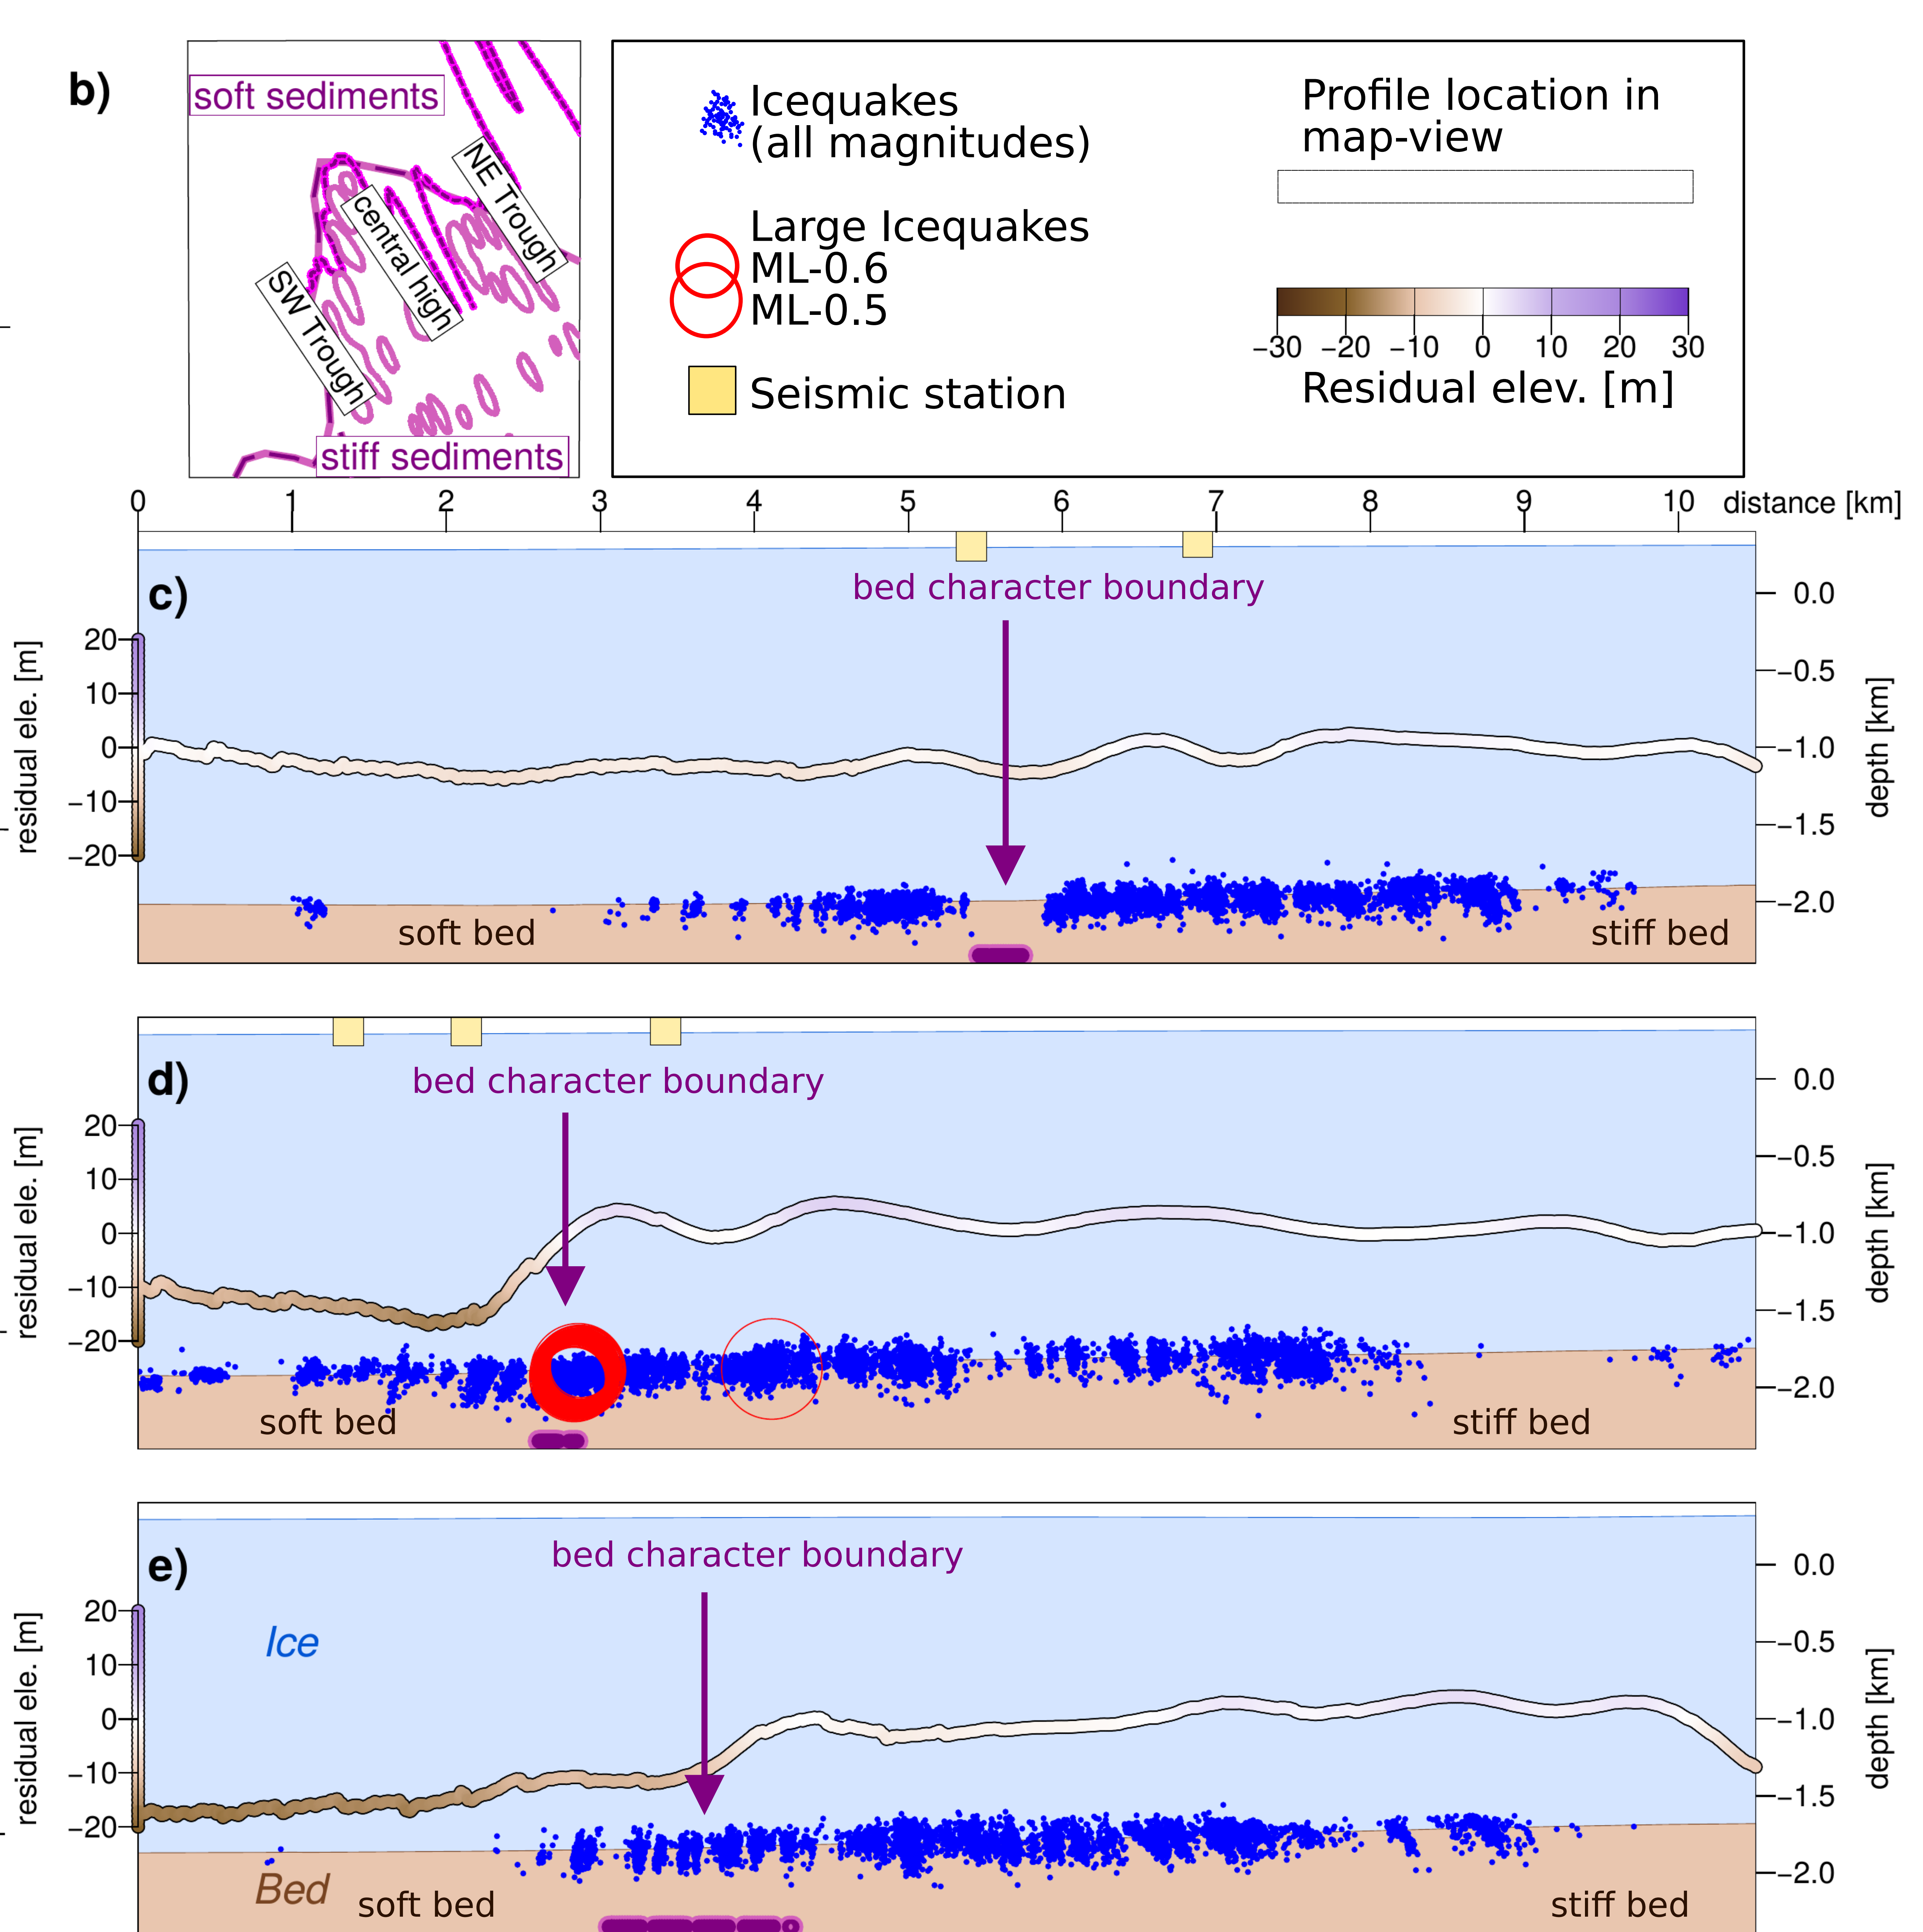 b)
soft sediments
NE Trough
central high
SW Trough
stiff sediments
Icequakes
(all magnitudes)
Large Icequakes
ML-0.6
ML-0.5
Seismic station
Profile location in
map-view
−30 −20 −10 0 10 20 30
Residual elev. [m]
0 1 2 3 4 5 6 7 8 9 10 distance [km]
c)
bed character boundary
residual ele. [m]
20
10
0
−10
−20
0.0
−0.5
−1.0
−1.5
−2.0
depth [km]
soft bed
stiff bed
d)
bed character boundary
residual ele. [m]
20
10
0
−10
−20
0.0
−0.5
−1.0
−1.5
−2.0
depth [km]
soft bed
stiff bed
e)
bed character boundary
Ice
residual ele. [m]
20
10
0
−10
−20
0.0
−0.5
−1.0
−1.5
−2.0
depth [km]
Bed
soft bed
stiff bed